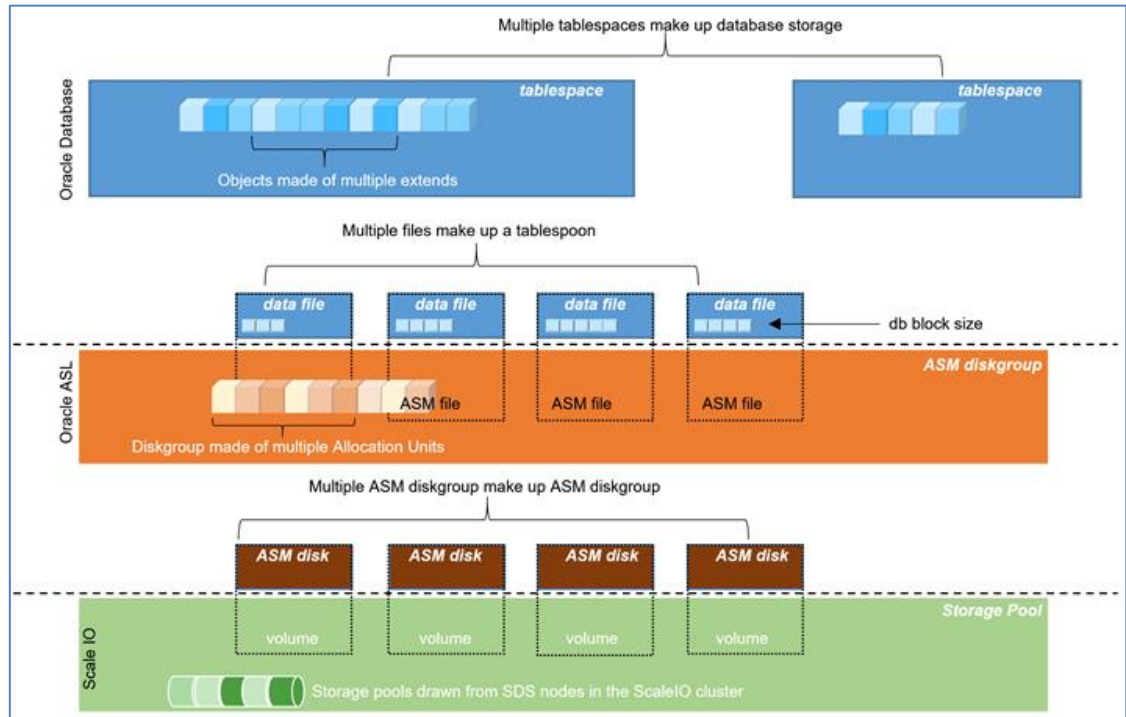 Multiple tablespaces make up database storage
Oracle Database
tablespace
tablespace
Objects made of multiple extends
Multiple files make up a tablespoon
data file
data file
data file
data file
db block size
Oracle ASL
ASM diskgroup
ASM file
ASM file
ASM file
Diskgroup made of multiple Allocation Units
Multiple ASM diskgroup make up ASM diskgroup
ASM disk
ASM disk
ASM disk
ASM disk
Scale IO
Storage Pool
volume
volume
volume
volume
Storage pools drawn from SDS nodes in the ScaleIO cluster